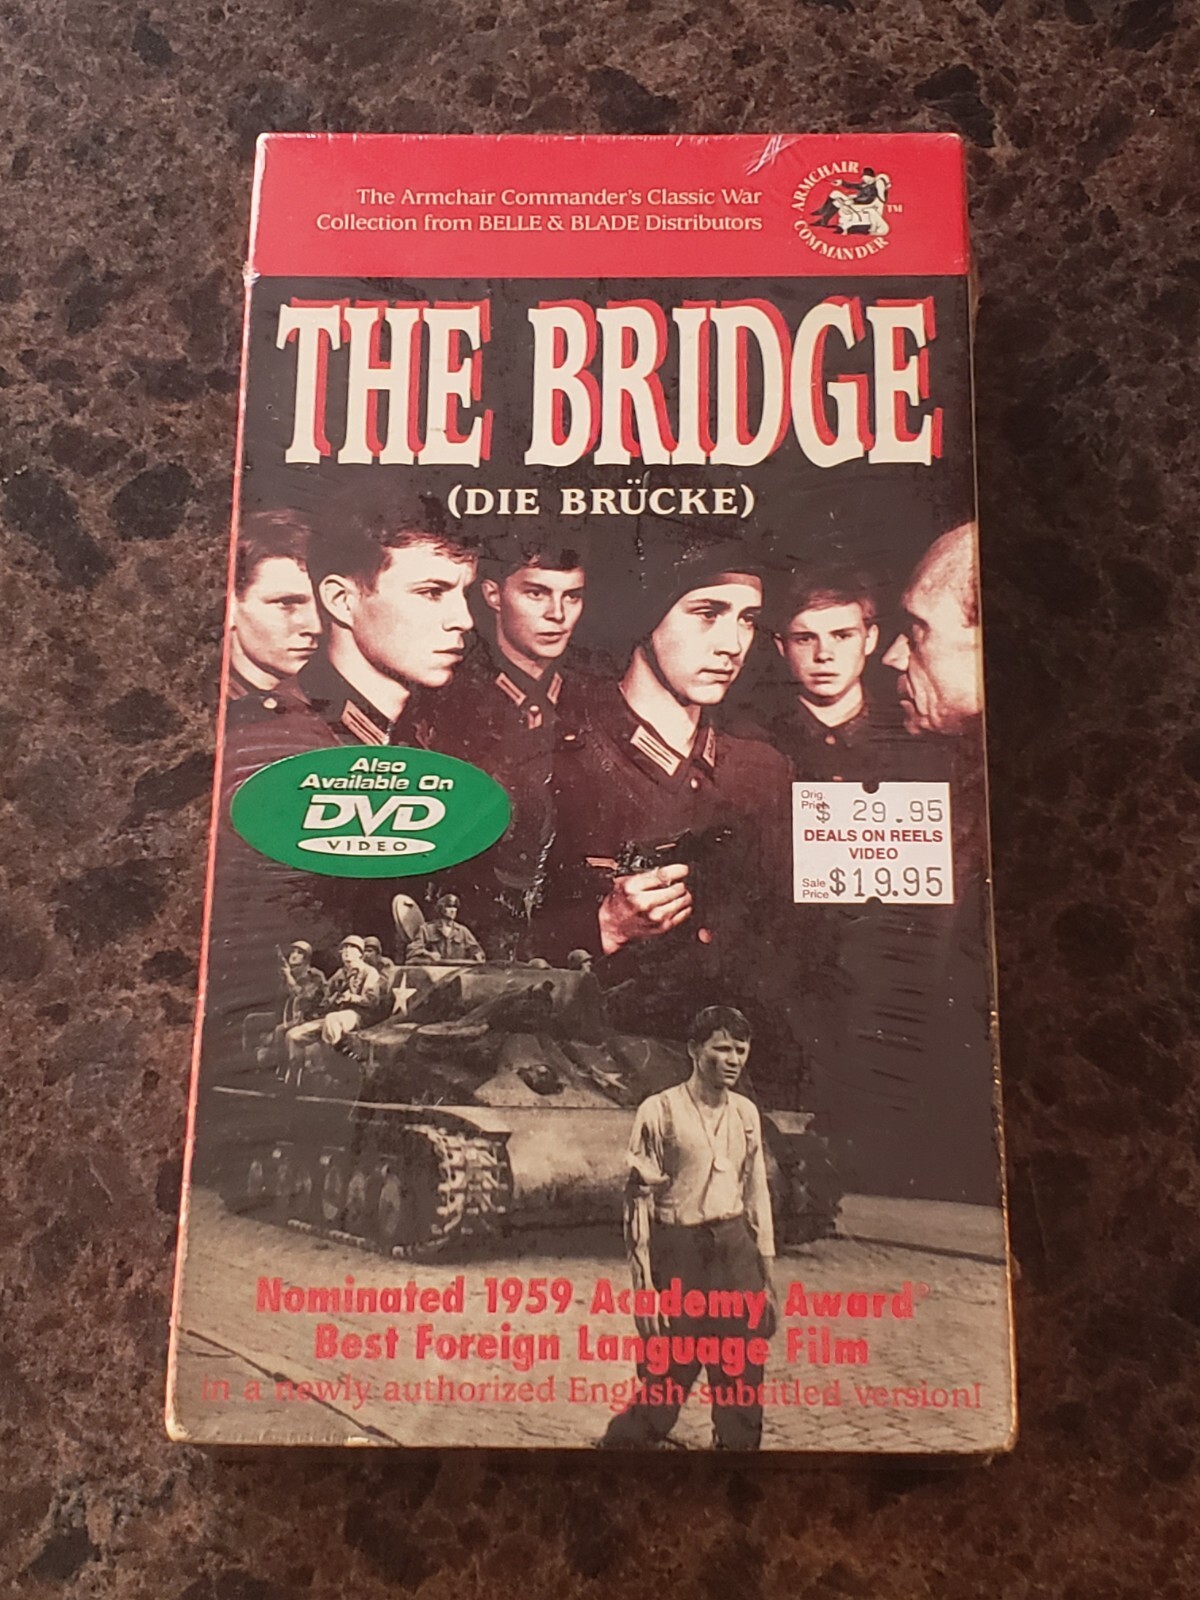 The Armchair Commander's Classic War
Collection from BELLE & BLADE Distributors
ARMCHAIR
COMMANDER
TM
THE BRIDGE
(DIE BRÜCKE)
Also
Available On
DVD
VIDEO
Orig.
Price
$ 29.95
DEALS ON REELS
VIDEO
Sale
Price
$19.95
Nominated 1959 Academy Award®
Best Foreign Language Film
in a newly authorized English-subtitled version!